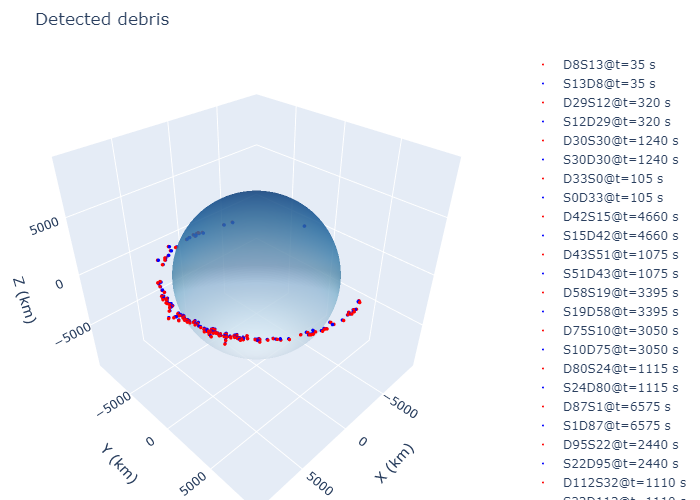 Detected debris
D8S13@t=35 s
S13D8@t=35 s
D29S12@t=320 s
S12D29@t=320 s
D30S30@t=1240 s
S30D30@t=1240 s
D33S0@t=105 s
S0D33@t=105 s
D42S15@t=4660 s
S15D42@t=4660 s
D43S51@t=1075 s
S51D43@t=1075 s
D58S19@t=3395 s
S19D58@t=3395 s
D75S10@t=3050 s
S10D75@t=3050 s
D80S24@t=1115 s
S24D80@t=1115 s
D87S1@t=6575 s
S1D87@t=6575 s
D95S22@t=2440 s
S22D95@t=2440 s
D112S32@t=1110 s
5000
0
−5000
Z (km)
−5000
0
5000
Y (km)
−5000
0
5000
X (km)